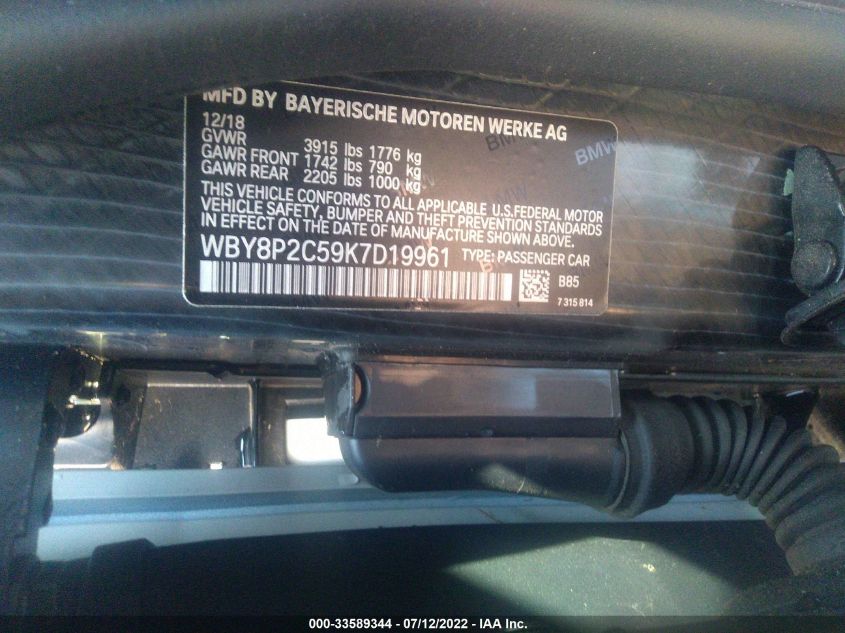 MFD BY BAYERISCHE MOTOREN WERKE AG
12/18
GVWR 3915 lbs 1776 kg
GAWR FRONT 1742 lbs 790 kg
GAWR REAR 2205 lbs 1000 kg
THIS VEHICLE CONFORMS TO ALL APPLICABLE U.S.FEDERAL MOTOR
VEHICLE SAFETY, BUMPER AND THEFT PREVENTION STANDARDS
IN EFFECT ON THE DATE OF MANUFACTURE SHOWN ABOVE.
WBY8P2C59K7D19961 TYPE: PASSENGER CAR
B85
7 315 814
BMW
BMW
BMW
BMW
000-33589344 - 07/12/2022 - IAA Inc.